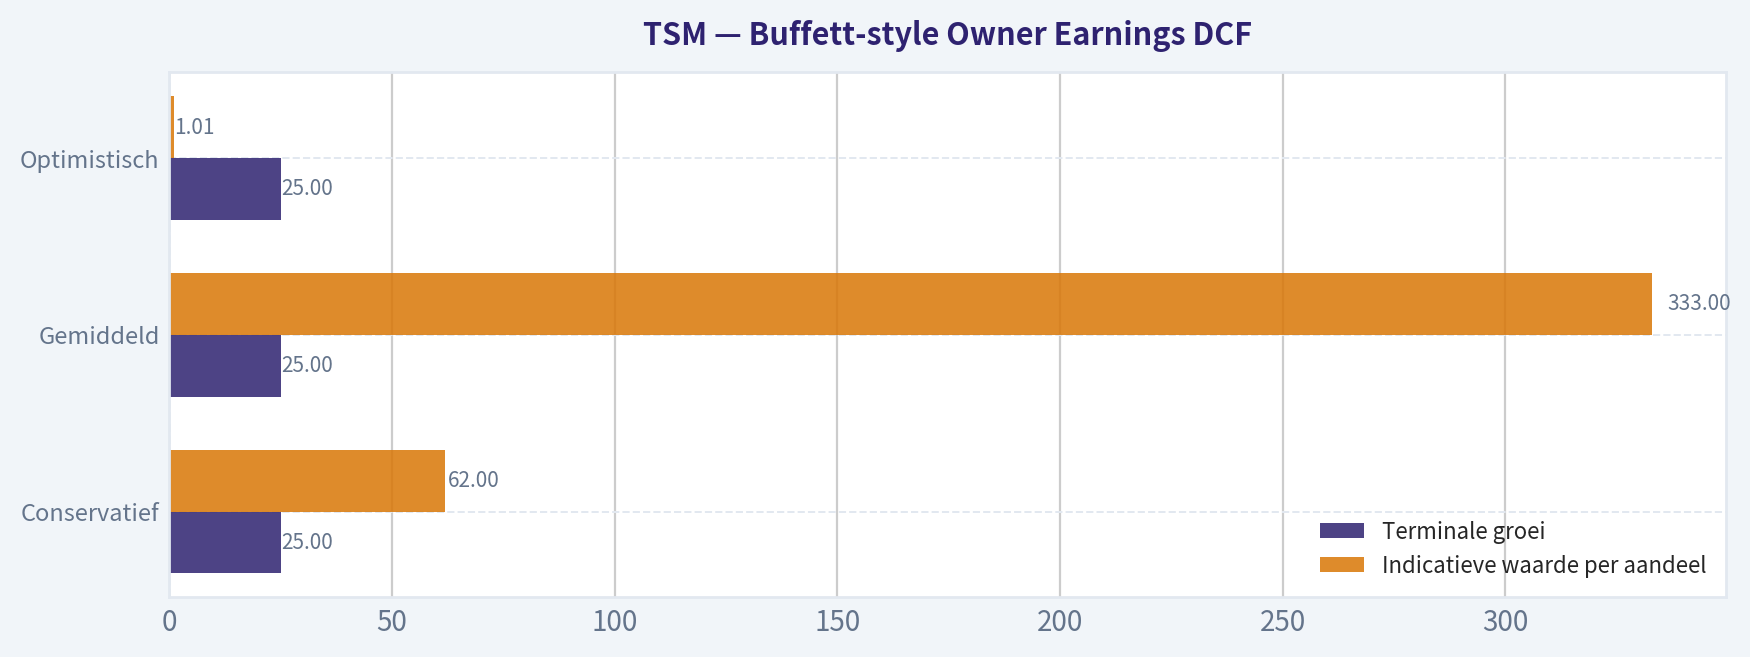 TSM — Buffett-style Owner Earnings DCF
Optimistisch
1.01
25.00
Gemiddeld
333.00
25.00
Conservatief
62.00
25.00
Terminale groei
Indicatieve waarde per aandeel
0 50 100 150 200 250 300